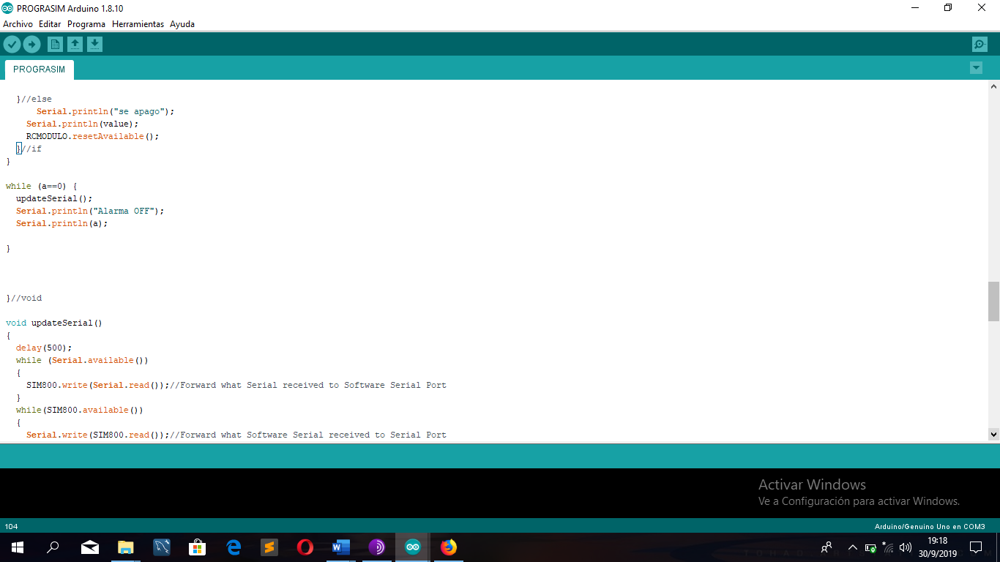 PROGRASIM Arduino 1.8.10
Archivo Editar Programa Herramientas Ayuda
PROGRASIM
}//else
Serial.println("se apago");
Serial.println(value);
RCMODULO.resetAvailable();
}//if
}
while (a==0) {
updateSerial();
Serial.println("Alarma OFF");
Serial.println(a);
}
}//void
void updateSerial()
{
delay(500);
while (Serial.available())
{
SIM800.write(Serial.read());//Forward what Serial received to Software Serial Port
}
while(SIM800.available())
{
Serial.write(SIM800.read());//Forward what Software Serial received to Serial Port
Activar Windows
Ve a Configuración para activar Windows.
104
Arduino/Genuino Uno en COM3
19:18
30/9/2019